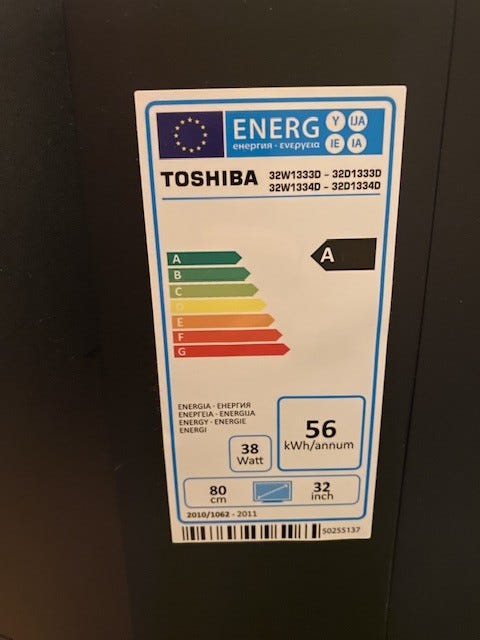 ENERG Y IJA
енергия · ενεργεια IE IA
TOSHIBA 32W1333D - 32D1333D
32W1334D - 32D1334D
A
A
B
C
D
E
F
G
ENERGIA · ЕНЕРГИЯ
ΕΝΕΡΓΕΙΑ · ENERGIJA
ENERGY · ENERGIE
ENERGI
38
Watt
56
kWh/annum
80
cm
32
inch
2010/1062 - 2011
50255137